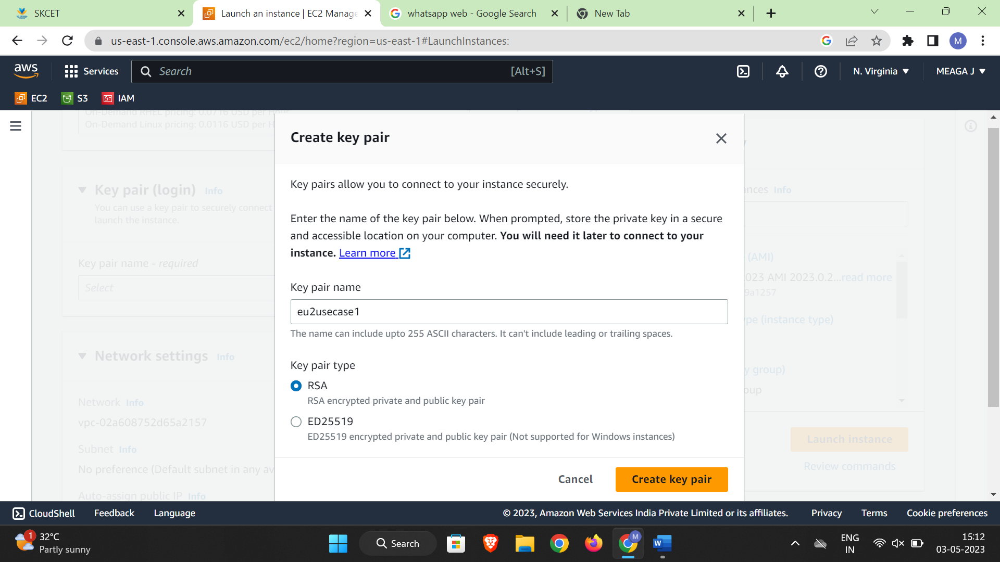 SKCET
Launch an instance | EC2 Manage
whatsapp web - Google Search
New Tab
us-east-1.console.aws.amazon.com/ec2/home?region=us-east-1#LaunchInstances:
M
aws
Services
Search
[Alt+S]
N. Virginia
MEAGA J
EC2
S3
IAM
On-Demand RHEL pricing: 0.0716 USD per Hour
On-Demand Linux pricing: 0.0116 USD per H
Create key pair
Key pairs allow you to connect to your instance securely.
Enter the name of the key pair below. When prompted, store the private key in a secure
and accessible location on your computer. You will need it later to connect to your
instance. Learn more
Key pair name
eu2usecase1
The name can include upto 255 ASCII characters. It can't include leading or trailing spaces.
Key pair type
RSA
RSA encrypted private and public key pair
ED25519
ED25519 encrypted private and public key pair (Not supported for Windows instances)
Cancel
Create key pair
Key pair (login) Info
You can use a key pair to securely connect
launch the instance.
Key pair name - required
Select
Network settings Info
Network Info
vpc-02a608752d65a2157
Subnet Info
No preference (Default subnet in any av
Auto-assign public IP Info
nces Info
(AMI)
023 AMI 2023.0.2...read more
9a1257
pe (instance type)
y group)
oup
Launch instance
Review commands
CloudShell
Feedback
Language
© 2023, Amazon Web Services India Private Limited or its affiliates.
Privacy
Terms
Cookie preferences
1
32°C
Partly sunny
Search
M
W
ENG
IN
15:12
03-05-2023